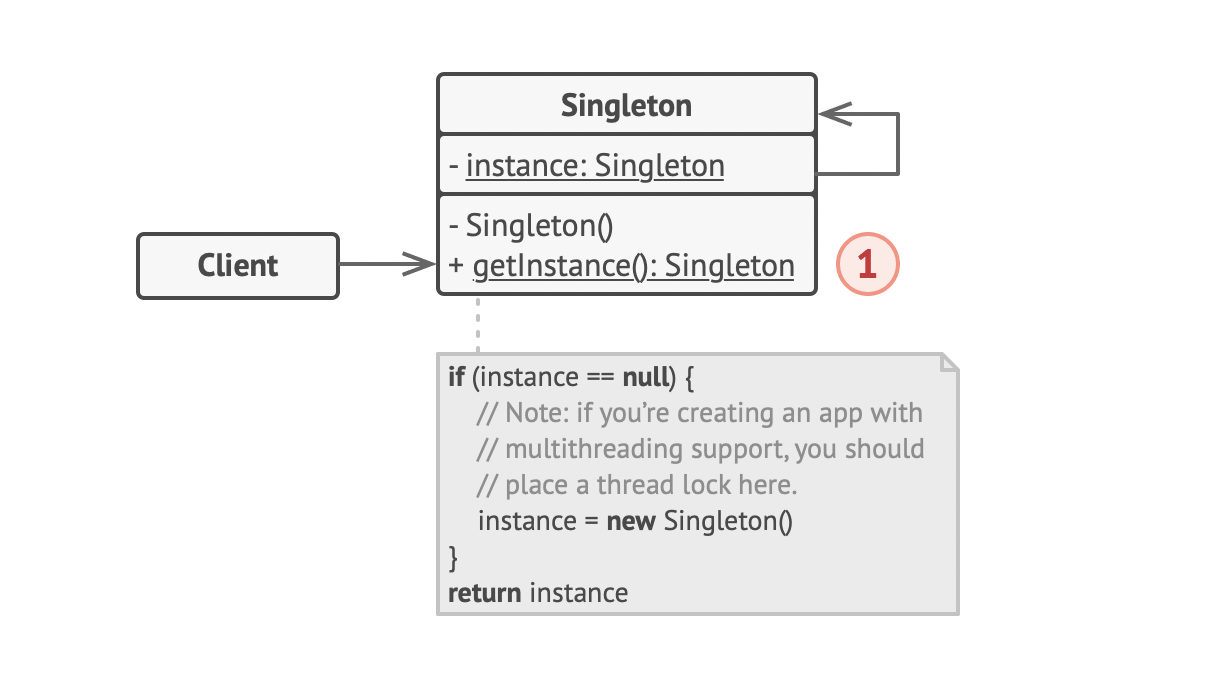 Singleton
- instance: Singleton
- Singleton()
+ getInstance(): Singleton
Client
1
if (instance == null) {
// Note: if you’re creating an app with
// multithreading support, you should
// place a thread lock here.
instance = new Singleton()
}
return instance